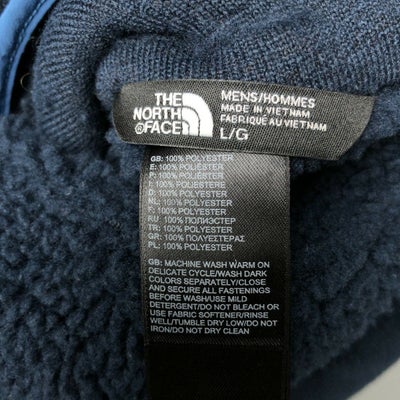 THE
NORTH
FACE
MENS/HOMMES
MADE IN VIETNAM
FABRIQUÉ AU VIETNAM
L/G
GB: 100% POLYESTER
E: 100% POLIÉSTER
P: 100% POLIÉSTER
I: 100% POLIESTERE
D: 100% POLYESTER
NL: 100% POLYESTER
F: 100% POLYESTER
RU: 100% ПОЛИЭСТЕР
TR: 100% POLYESTER
GR: 100% ΠΟΛΥΕΣΤΕΡΑΣ
PL: 100% POLYESTER
GB: MACHINE WASH WARM ON
DELICATE CYCLE/WASH DARK
COLORS SEPARATELY/CLOSE
AND SECURE ALL FASTENINGS
BEFORE WASH/USE MILD
DETERGENT/DO NOT BLEACH OR
USE FABRIC SOFTENER/RINSE
WELL/TUMBLE DRY LOW/DO NOT
IRON/DO NOT DRY CLEAN